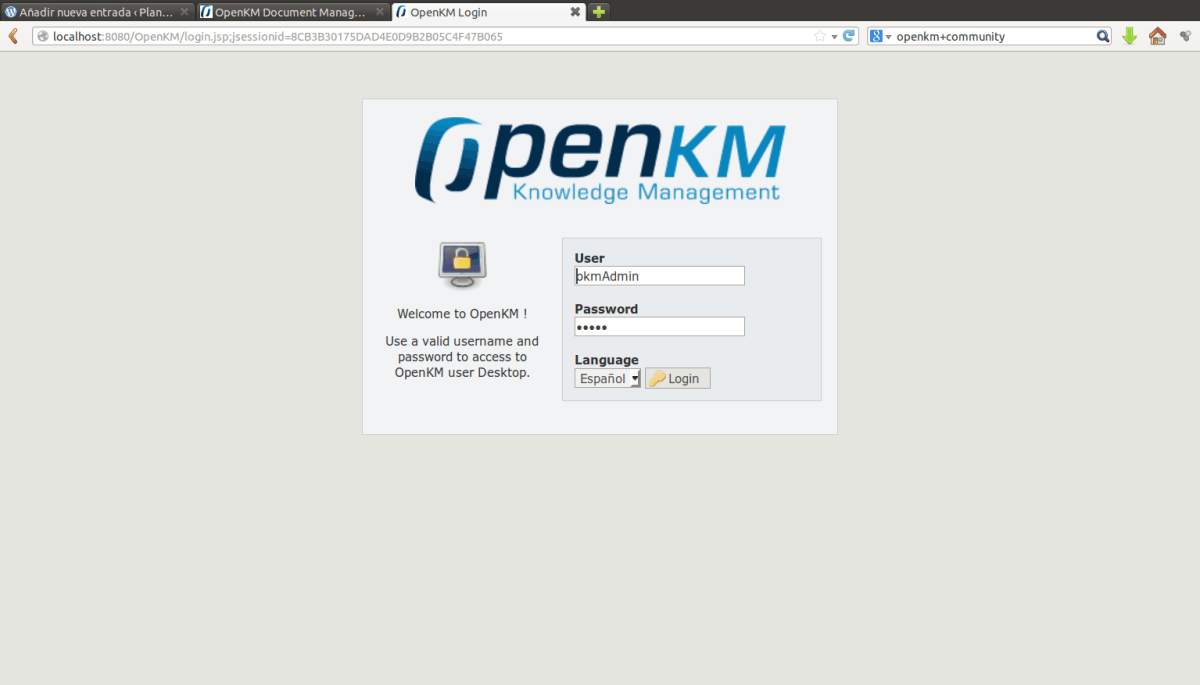 Añadir nueva entrada ‹ Plan...
OpenKM Document Manag...
OpenKM Login
localhost:8080/OpenKM/login.jsp;jsessionid=8CB3B30175DAD4E0D9B2B05C4F47B065
openkm+community
OpenKM
Knowledge Management
Welcome to OpenKM !
Use a valid username and
password to access to
OpenKM user Desktop.
User
okmAdmin
Password
•••••
Language
Español
Login